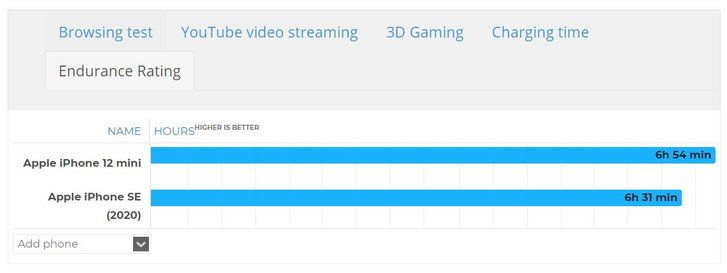 Browsing test YouTube video streaming 3D Gaming Charging time
Endurance Rating
NAME HOURS HIGHER IS BETTER
Apple iPhone 12 mini 6h 54 min
Apple iPhone SE 6h 31 min
(2020)
Add phone